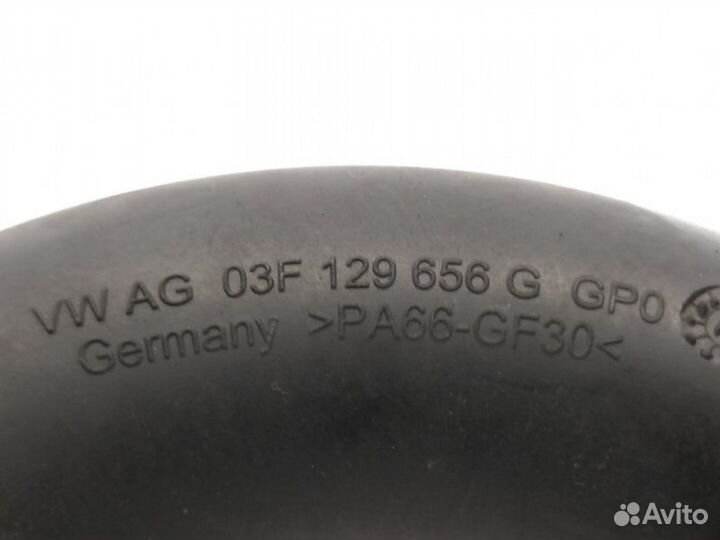 VW AG 03F 129 656 G GP0
Germany >PA66-GF30<
Avito